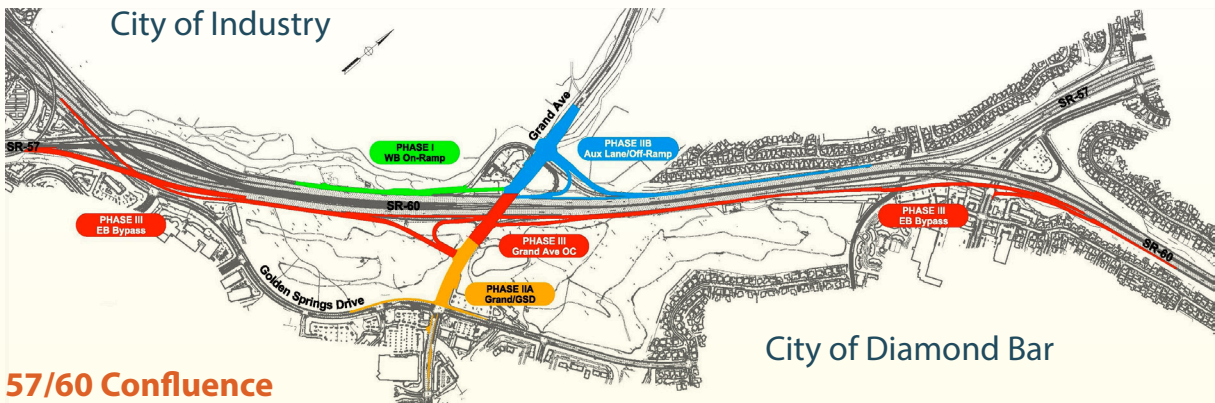 City of Industry
Grand Ave
SR-57
PHASE I
WB On-Ramp
PHASE IIB
Aux Lane/Off-Ramp
SR-57
SR-60
PHASE III
EB Bypass
PHASE III
EB Bypass
PHASE III
Grand Ave OC
SR-60
Golden Springs Drive
PHASE IIA
Grand/GSD
City of Diamond Bar
57/60 Confluence